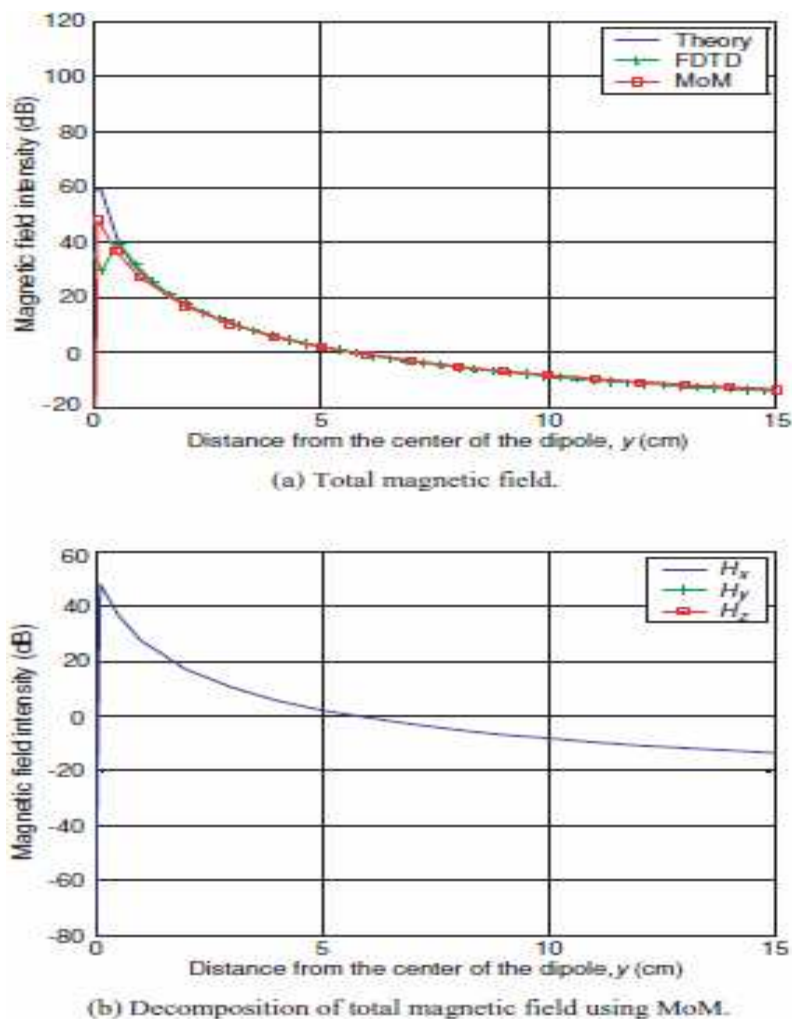 120
100
80
60
40
20
0
-20
Magnetic field intensity (dB)
Theory
FDTD
MoM
0 5 10 15
Distance from the center of the dipole, y (cm)
(a) Total magnetic field.
60
40
20
0
-20
-40
-60
-80
Magnetic field intensity (dB)
Hx
Hy
Hz
0 5 10 15
Distance from the center of the dipole, y (cm)
(b) Decomposition of total magnetic field using MoM.